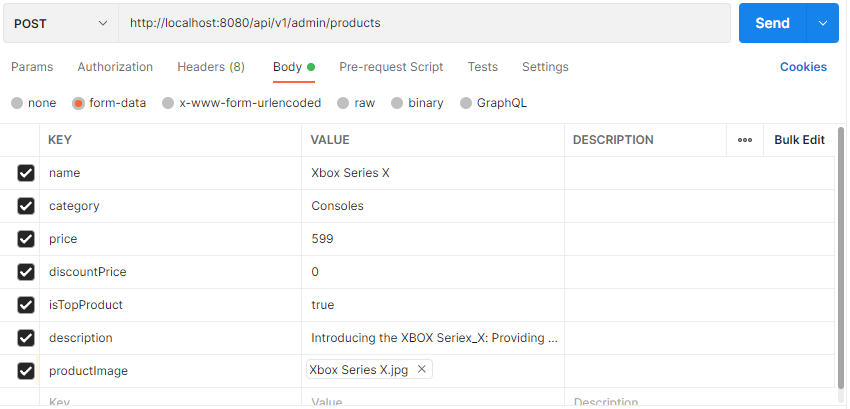 POST http://localhost:8080/api/v1/admin/products Send
Params Authorization Headers (8) Body Pre-request Script Tests Settings Cookies
none form-data x-www-form-urlencoded raw binary GraphQL
KEY VALUE DESCRIPTION ••• Bulk Edit
name Xbox Series X
category Consoles
price 599
discountPrice 0
isTopProduct true
description Introducing the XBOX Seriex_X: Providing ...
productImage Xbox Series X.jpg ×
Key Value Description